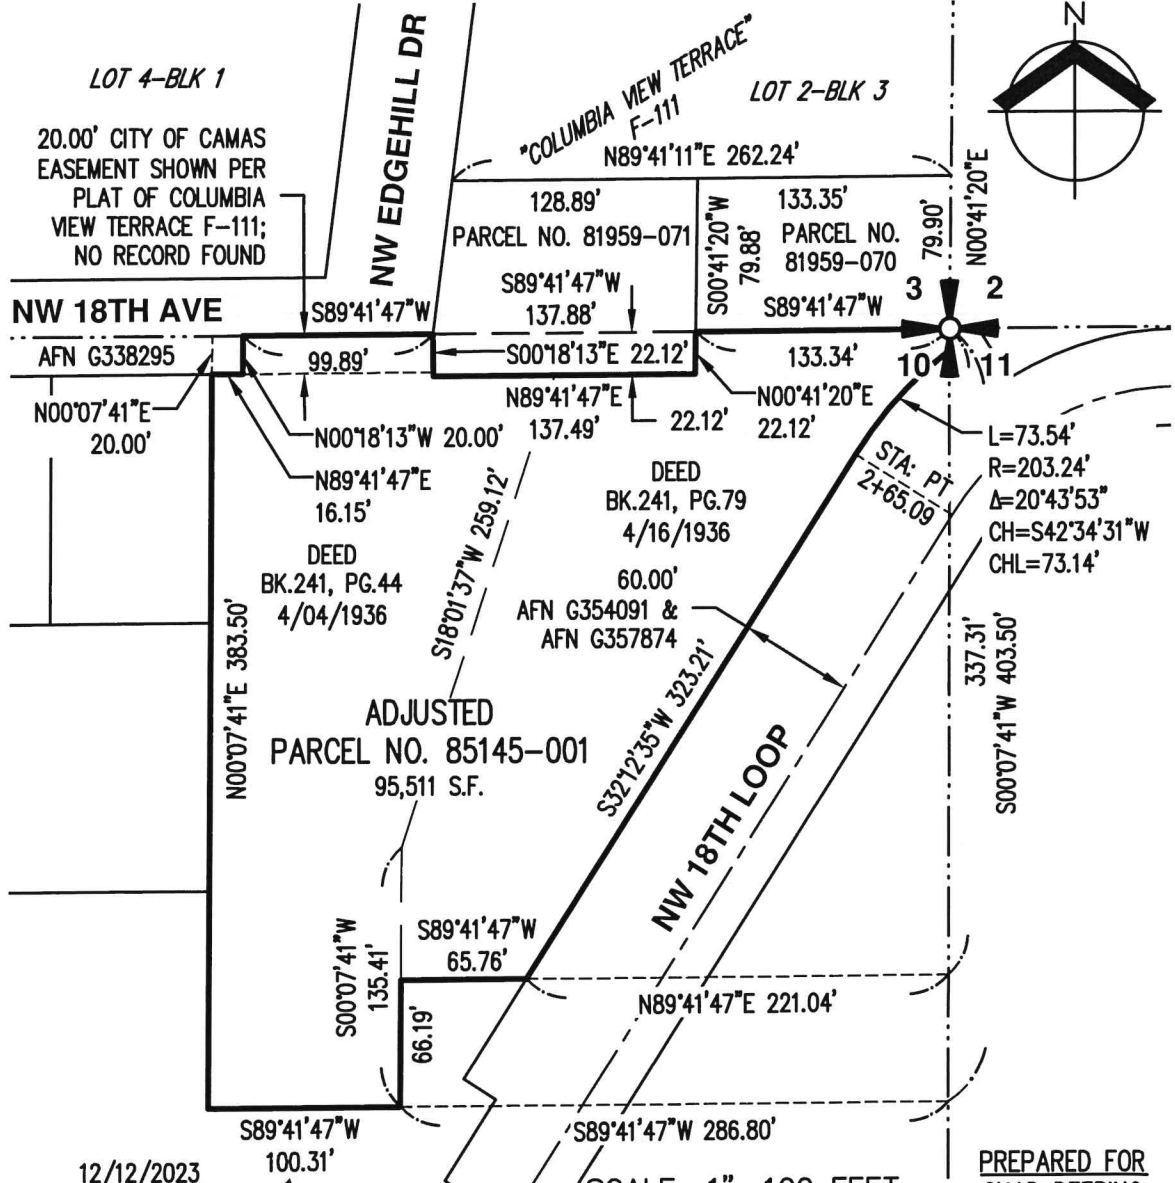 N
LOT 4-BLK 1
NW EDGEHILL DR
"COLUMBIA VIEW TERRACE"
F-111
LOT 2-BLK 3
20.00' CITY OF CAMAS
EASEMENT SHOWN PER
PLAT OF COLUMBIA
VIEW TERRACE F-111;
NO RECORD FOUND
N89°41'11"E 262.24'
128.89'
PARCEL NO. 81959-071
S00°41'20"W
79.88'
133.35'
PARCEL NO.
81959-070
79.90'
N00°41'20"E
NW 18TH AVE
S89°41'47"W
S89°41'47"W
137.88'
S89°41'47"W
3
2
10
11
AFN G338295
99.89'
S00°18'13"E 22.12'
133.34'
N00°07'41"E
20.00'
N00°18'13"W 20.00'
N89°41'47"E
137.49'
22.12'
N00°41'20"E
22.12'
N89°41'47"E
16.15'
DEED
BK.241, PG.44
4/04/1936
S18°01'37"W 259.12'
DEED
BK.241, PG.79
4/16/1936
STA: PT
2+65.09
L=73.54'
R=203.24'
Δ=20°43'53"
CH=S42°34'31"W
CHL=73.14'
60.00'
AFN G354091 &
AFN G357874
N00°07'41"E 383.50'
S32°12'35"W 323.21'
337.31'
S00°07'41"W 403.50'
ADJUSTED
PARCEL NO. 85145-001
95,511 S.F.
NW 18TH LOOP
S00°07'41"W
135.41'
S89°41'47"W
65.76'
66.19'
N89°41'47"E 221.04'
S89°41'47"W
100.31'
S89°41'47"W 286.80'
12/12/2023
PREPARED FOR